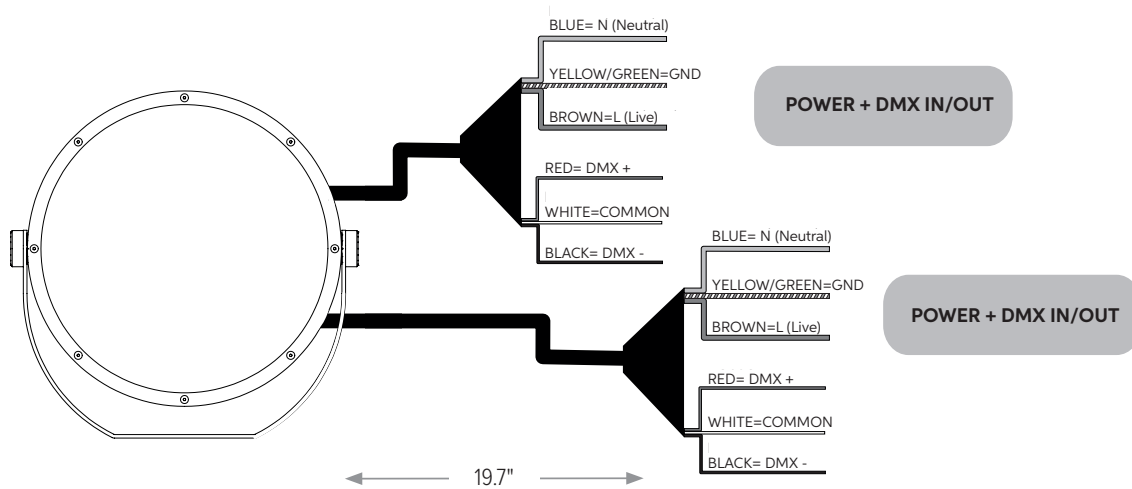 BLUE= N (Neutral)
YELLOW/GREEN=GND
BROWN=L (Live)
RED= DMX +
WHITE=COMMON
BLACK= DMX -
POWER + DMX IN/OUT
BLUE= N (Neutral)
YELLOW/GREEN=GND
BROWN=L (Live)
RED= DMX +
WHITE=COMMON
BLACK= DMX -
POWER + DMX IN/OUT
19.7"